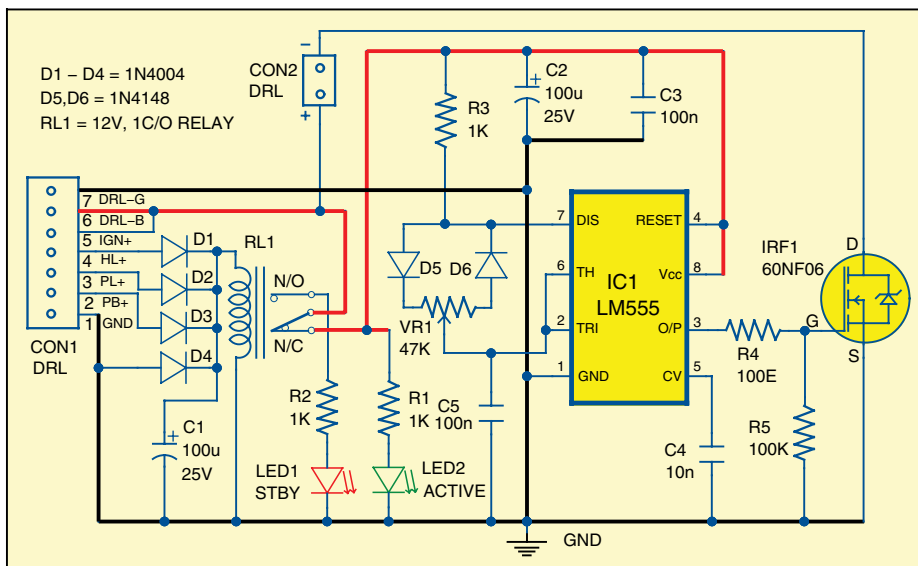 D1 – D4 = 1N4004
D5,D6 = 1N4148
RL1 = 12V, 1C/O RELAY
CON2
DRL
–
+
R3
1K
+
C2
100u
25V
C3
100n
7 DRL–G
6 DRL–B
5 IGN+
4 HL+
3 PL+
2 PB+
1 GND
CON1
DRL
D1
D2
D3
D4
RL1
N/O
N/C
D5
D6
VR1
47K
7 DIS
6 TH
2 TRI
1 GND
IC1
LM555
RESET 4
Vcc 8
O/P 3
CV 5
IRF1
60NF06
D
G
S
R4
100E
R5
100K
C4
10n
C5
100n
R2
1K
R1
1K
+
C1
100u
25V
LED1
STBY
LED2
ACTIVE
GND